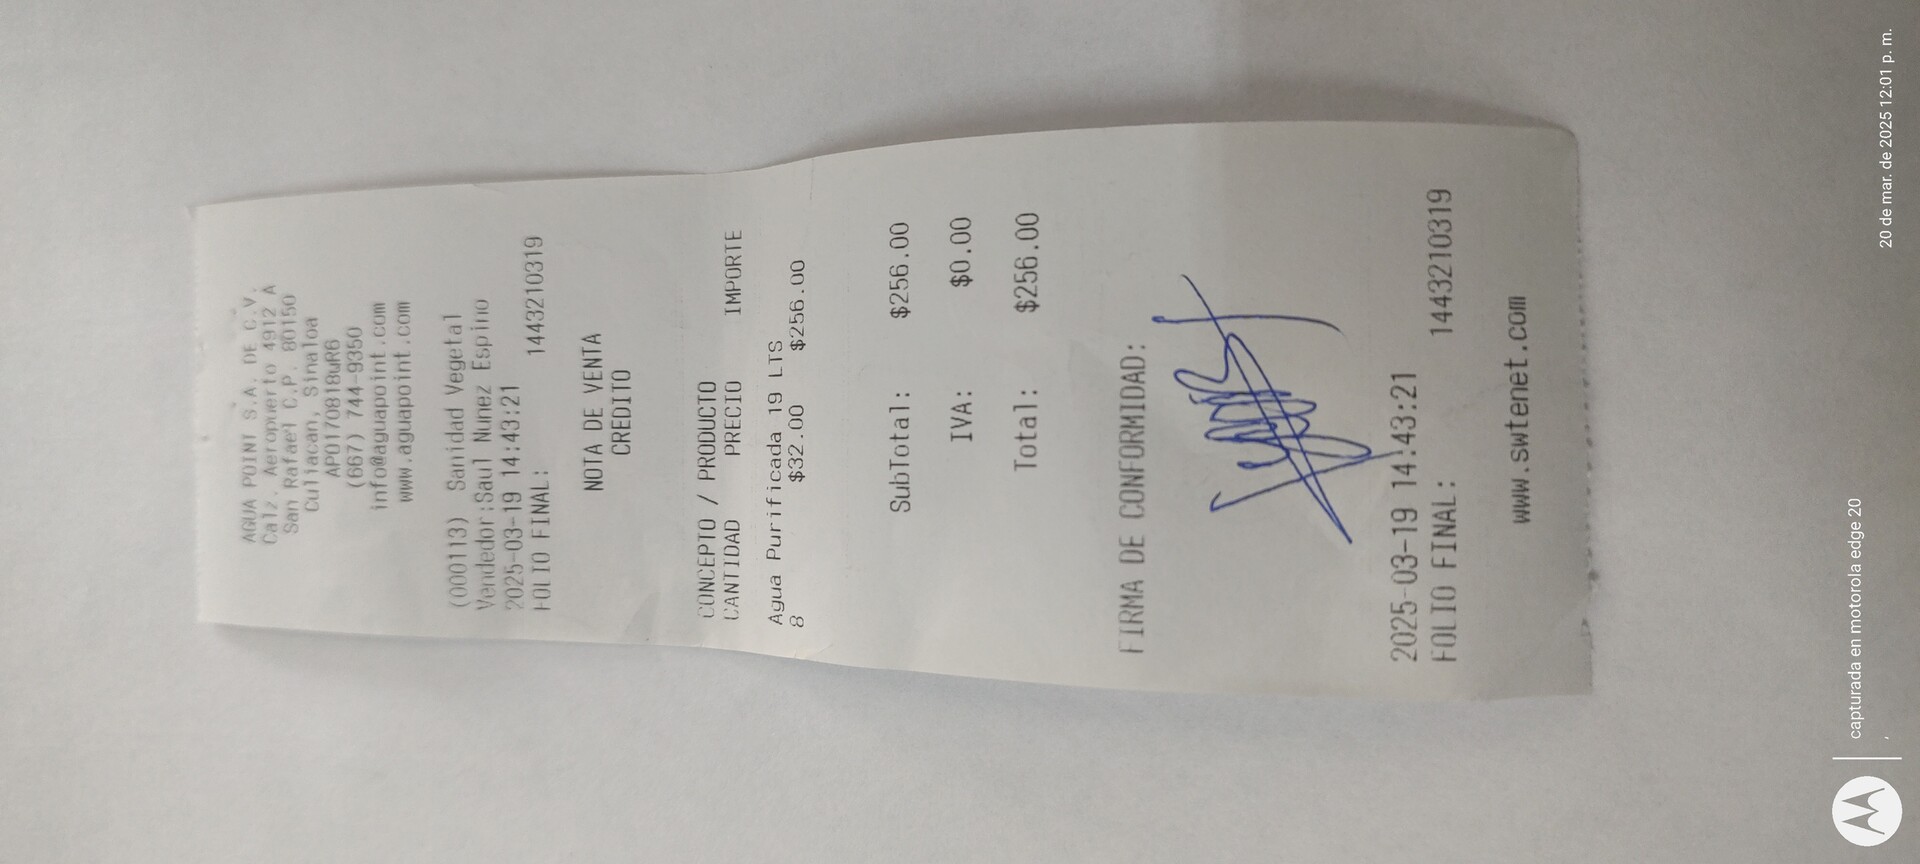 AGUA POINT S.A. DE C.V.
Calz. Aeropuerto 4912 A
San Rafael C.P. 80150
Culiacan, Sinaloa
APO170818UR6
(667) 744-9350
info@aguapoint.com
www.aguapoint.com
(000113) Sanidad Vegetal
Vendedor:Saul Nunez Espino
2025-03-19 14:43:21
FOLIO FINAL: 1443210319
NOTA DE VENTA
CREDITO
CONCEPTO / PRODUCTO
CANTIDAD PRECIO IMPORTE
Agua Purificada 19 LTS
8 $32.00 $256.00
SubTotal: $256.00
IVA: $0.00
Total: $256.00
FIRMA DE CONFORMIDAD:
2025-03-19 14:43:21
FOLIO FINAL: 1443210319
www.swtenet.com
capturada en motorola edge 20
20 de mar. de 2025 12:01 p. m.